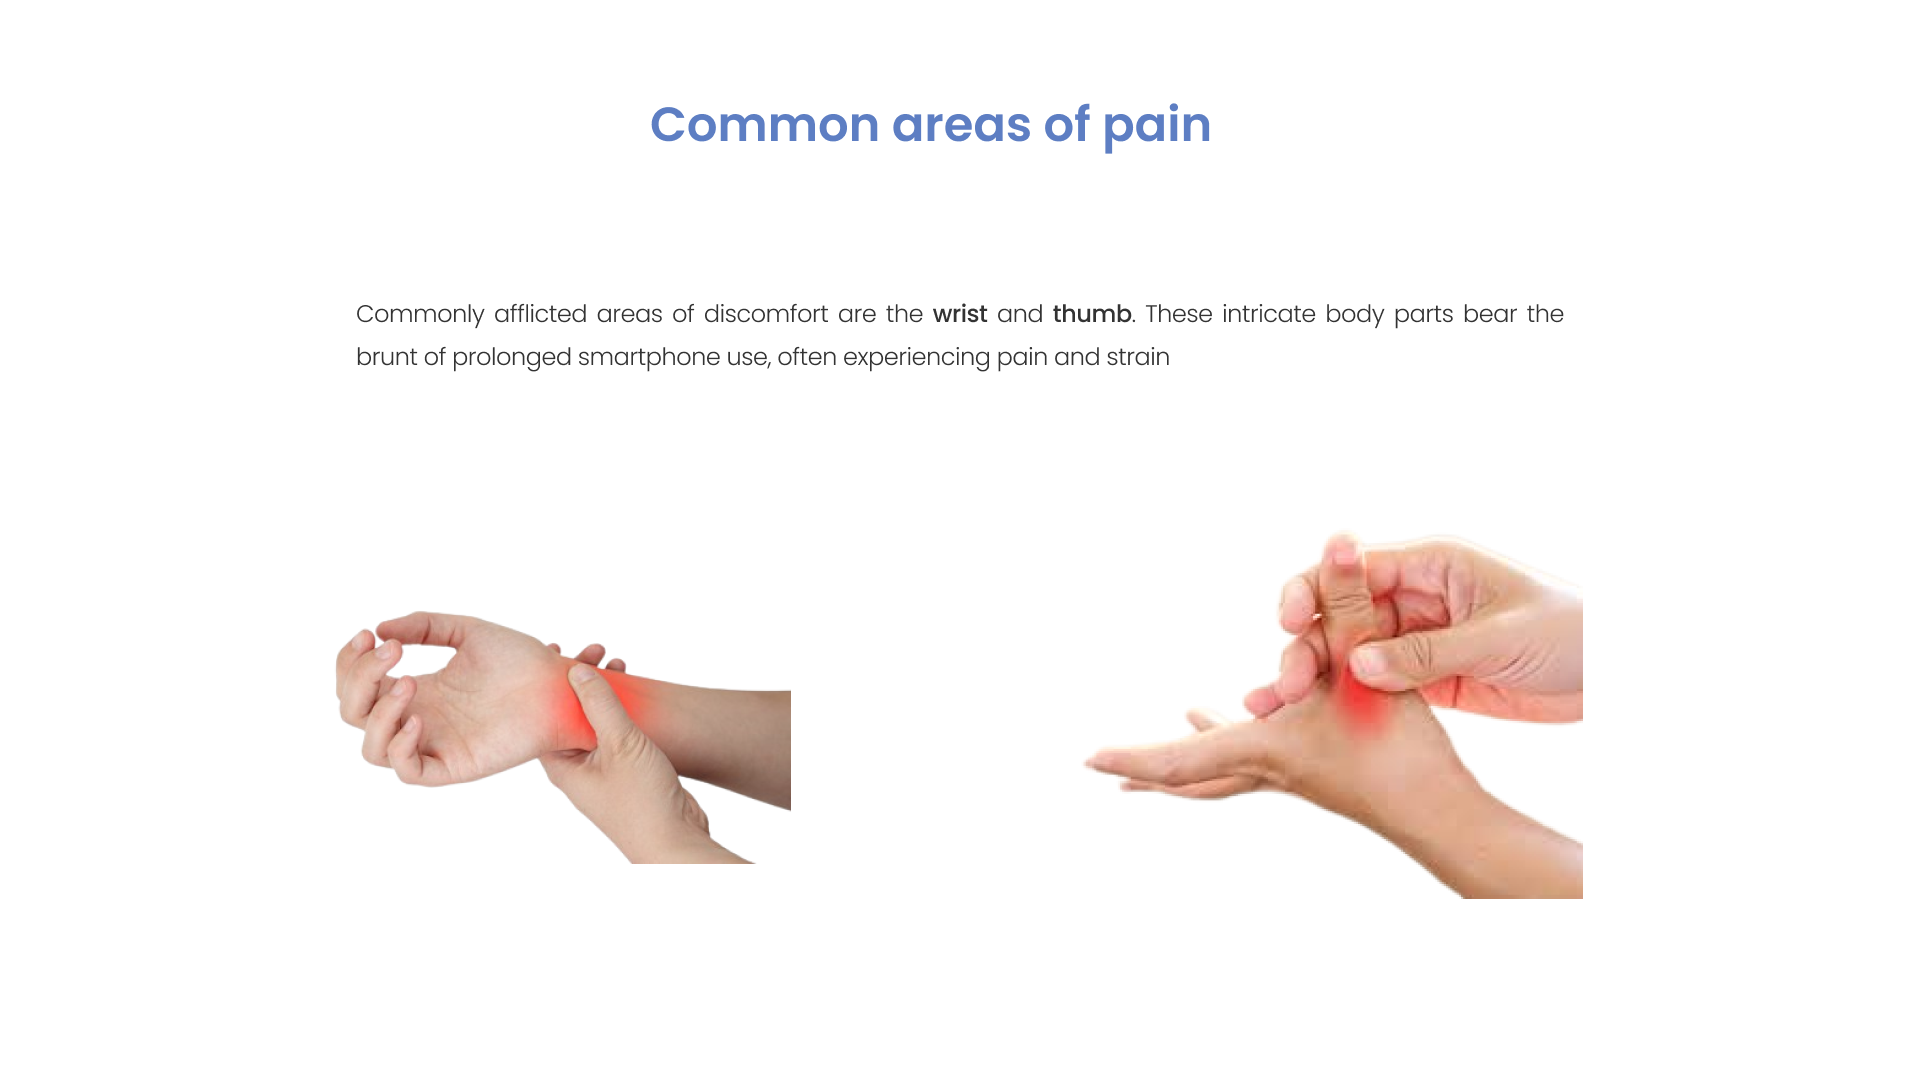 Common areas of pain
Commonly afflicted areas of discomfort are the wrist and thumb. These intricate body parts bear the
brunt of prolonged smartphone use, often experiencing pain and strain